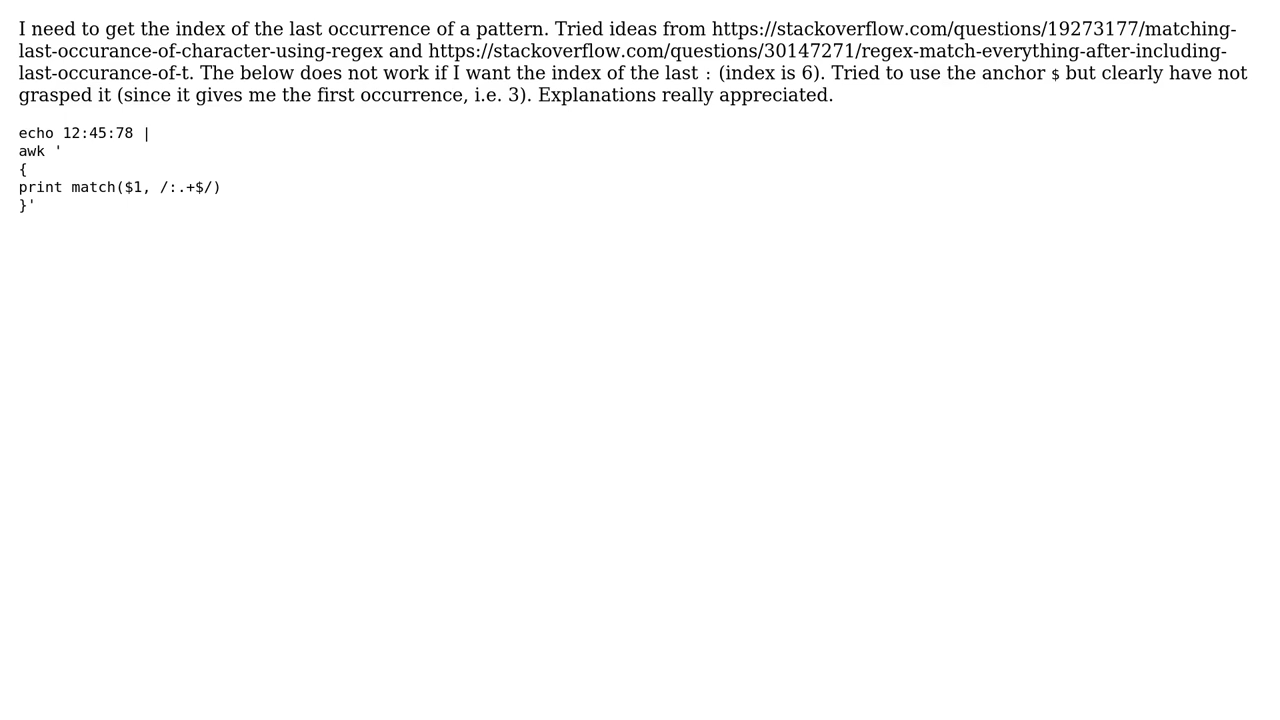 I need to get the index of the last occurrence of a pattern. Tried ideas from https://stackoverflow.com/questions/19273177/matching-
last-occurance-of-character-using-regex and https://stackoverflow.com/questions/30147271/regex-match-everything-after-including-
last-occurance-of-t. The below does not work if I want the index of the last : (index is 6). Tried to use the anchor $ but clearly have not
grasped it (since it gives me the first occurrence, i.e. 3). Explanations really appreciated.
echo 12:45:78 |
awk '
{
print match($1, /:.+$/)
}'